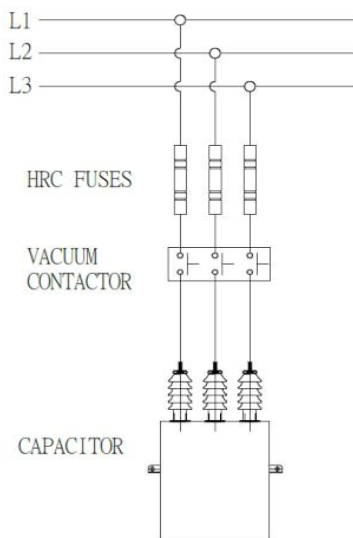 L1
L2
L3
HRC FUSES
VACUUM
CONTACTOR
CAPACITOR